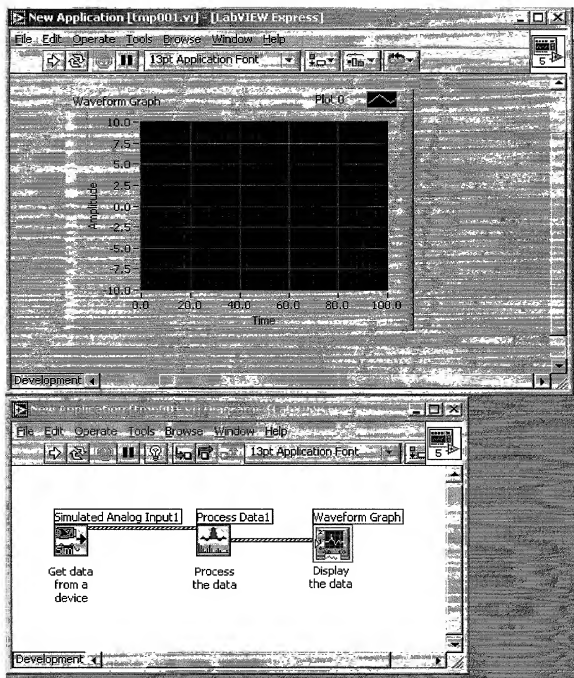 New Application [tmp001.vi] - [LabVIEW Express]
File Edit Operate Tools Browse Window Help
13pt Application Font
5
Waveform Graph
Plot 0
10.0
7.5
5.0
2.5
0.0
-2.5
-5.0
-7.5
-10.0
Amplitude
0.0 20.0 40.0 60.0 80.0 100.0
Time
Development
File Edit Operate Tools Browse Window Help
13pt Application Font
5
Simulated Analog Input1 Process Data1 Waveform Graph
Sim
Get data
from a
device
Process
the data
Display
the data
Development